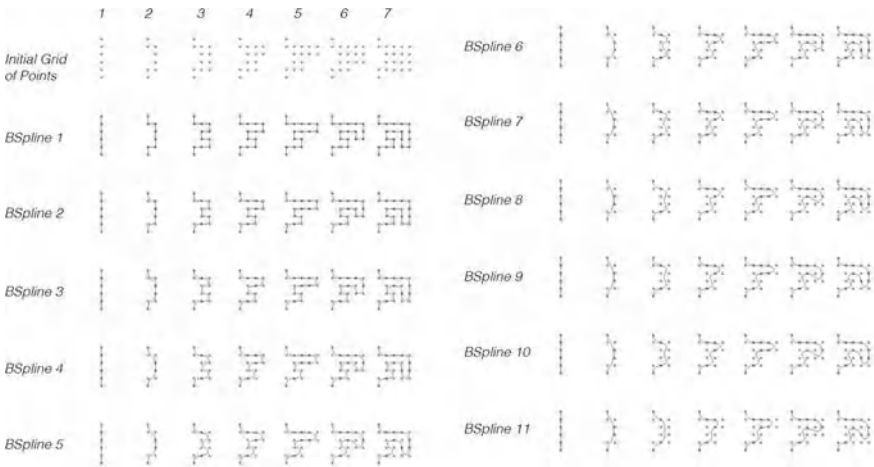 1 2 3 4 5 6 7
Initial Grid
of Points
BSpline 1
BSpline 2
BSpline 3
BSpline 4
BSpline 5
BSpline 6
BSpline 7
BSpline 8
BSpline 9
BSpline 10
BSpline 11